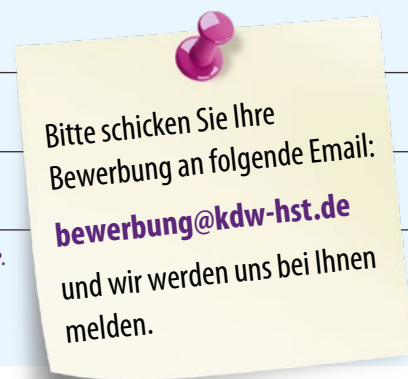 Bitte schicken Sie Ihre
Bewerbung an folgende Email:
bewerbung@kdw-hst.de
und wir werden uns bei Ihnen
melden.